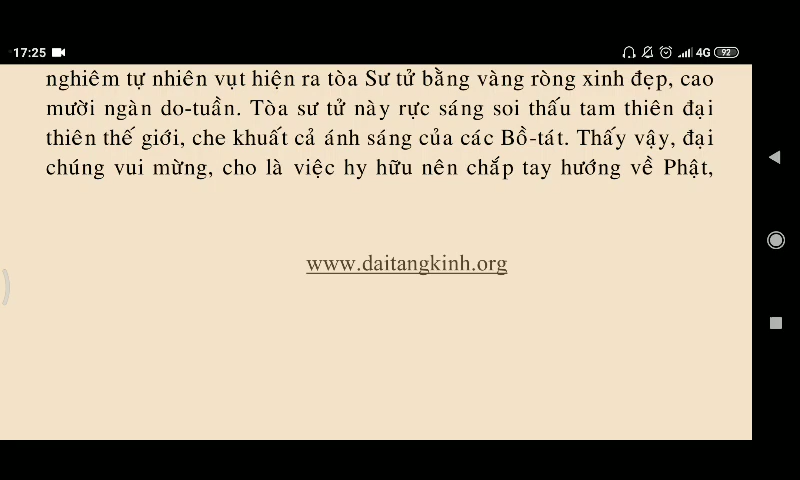 17:25
4G 92
nghiêm tự nhiên vụt hiện ra tòa Sư tử bằng vàng ròng xinh đẹp, cao
mười ngàn do-tuần. Tòa sư tử này rực sáng soi thấu tam thiên đại
thiên thế giới, che khuất cả ánh sáng của các Bồ-tát. Thấy vậy, đại
chúng vui mừng, cho là việc hy hữu nên chắp tay hướng về Phật,
www.daitangkinh.org